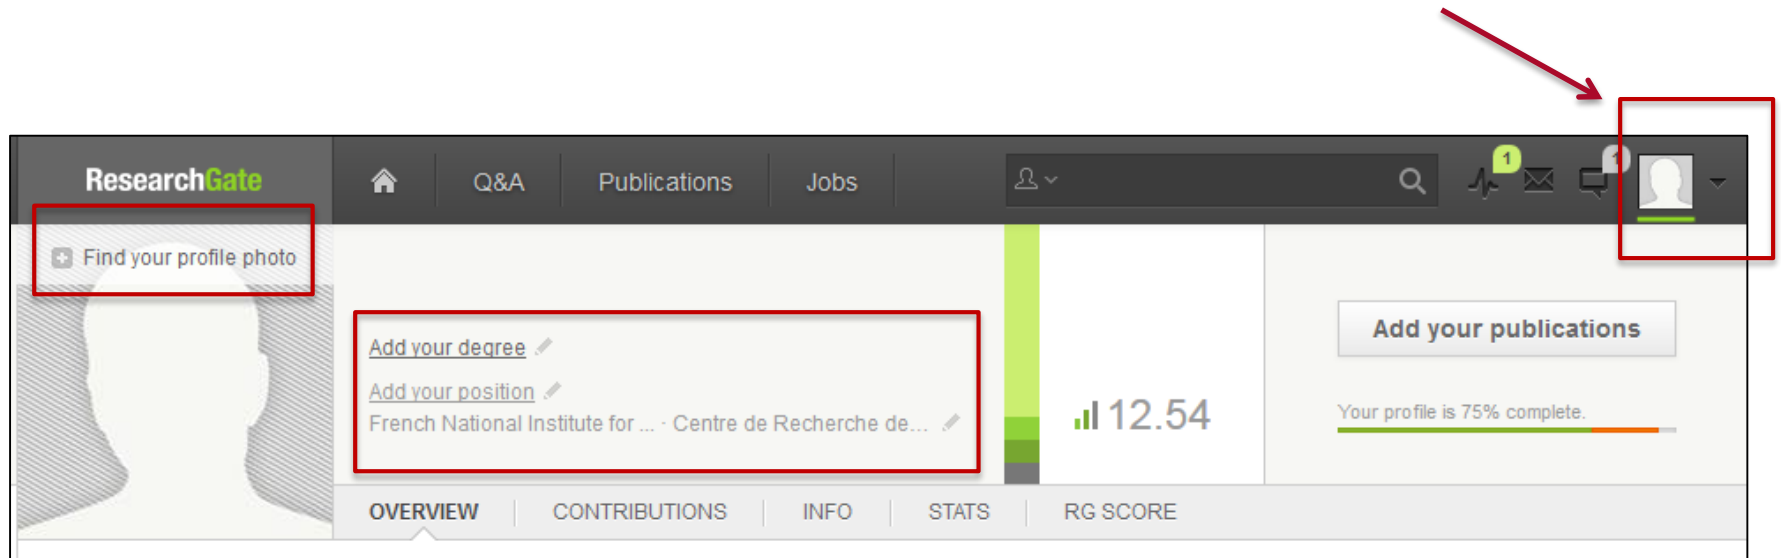 ResearchGate
Q&A
Publications
Jobs
1
1
Find your profile photo
Add your degree
Add your position
French National Institute for ... · Centre de Recherche de...
12.54
Add your publications
Your profile is 75% complete.
OVERVIEW
CONTRIBUTIONS
INFO
STATS
RG SCORE